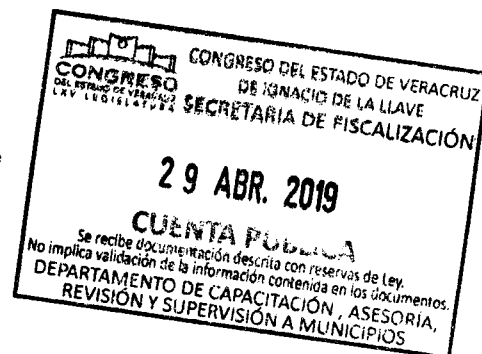 CONGRESO
DEL ESTADO DE VERACRUZ
LXV LEGISLATURA
CONGRESO DEL ESTADO DE VERACRUZ
DE IGNACIO DE LA LLAVE
SECRETARIA DE FISCALIZACIÓN
29 ABR. 2019
CUENTA PUBLICA
Se recibe documentación descrita con reservas de Ley.
No implica validación de la información contenida en los documentos.
DEPARTAMENTO DE CAPACITACIÓN, ASESORÍA,
REVISIÓN Y SUPERVISIÓN A MUNICIPIOS